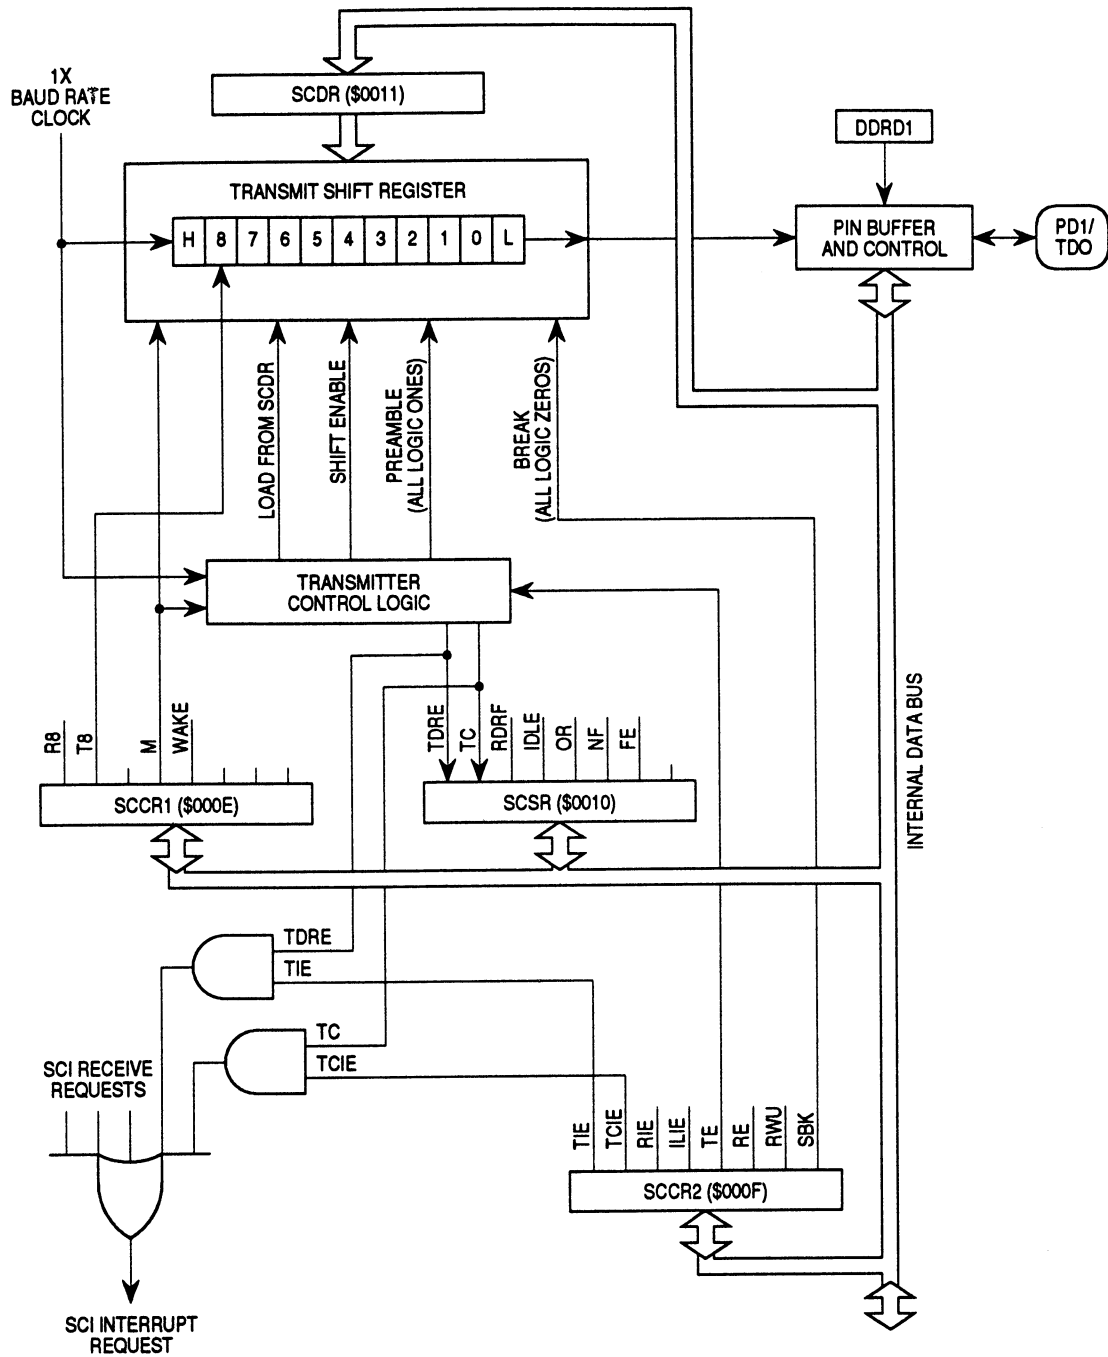 1X
BAUD RATE
CLOCK
SCDR ($0011)
DDRD1
TRANSMIT SHIFT REGISTER
H 8 7 6 5 4 3 2 1 0 L
PIN BUFFER
AND CONTROL
PD1/
TDO
LOAD FROM SCDR
SHIFT ENABLE
PREAMBLE
(ALL LOGIC ONES)
BREAK
(ALL LOGIC ZEROS)
TRANSMITTER
CONTROL LOGIC
INTERNAL DATA BUS
R8
T8
M
WAKE
TDRE
TC
RDRF
IDLE
OR
NF
FE
SCCR1 ($000E)
SCSR ($0010)
TDRE
TIE
TC
TCIE
SCI RECEIVE
REQUESTS
TIE
TCIE
RIE
ILIE
TE
RE
RWU
SBK
SCCR2 ($000F)
SCI INTERRUPT
REQUEST